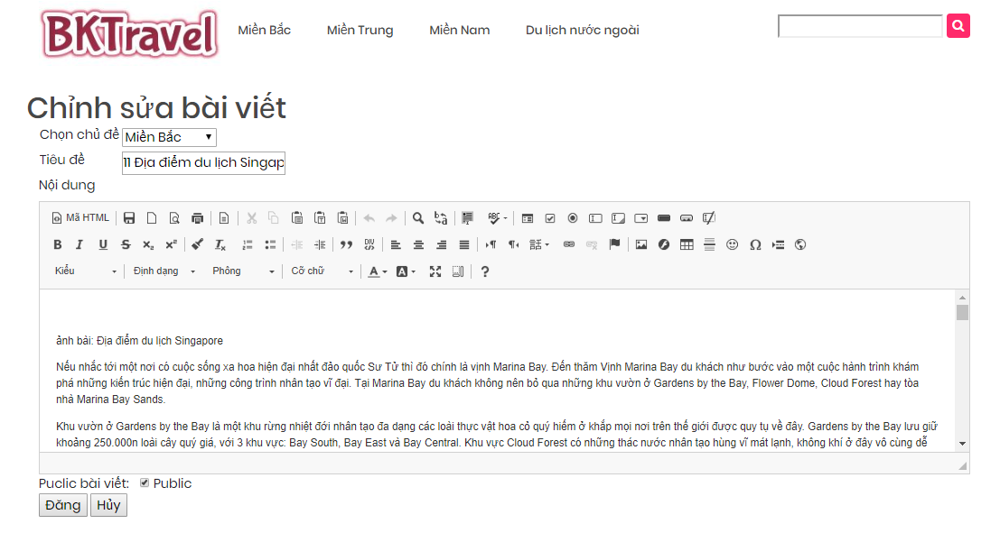 BKTravel
Miền Bắc Miền Trung Miền Nam Du lịch nước ngoài
Chỉnh sửa bài viết
Chọn chủ đề Miền Bắc
Tiêu đề 11 Địa điểm du lịch Singap
Nội dung
Mã HTML
Kiểu Định dạng Phông Cỡ chữ
ảnh bài: Địa điểm du lịch Singapore
Nếu nhắc tới một nơi có cuộc sống xa hoa hiện đại nhất đảo quốc Sư Tử thì đó chính là vịnh Marina Bay. Đến thăm Vịnh Marina Bay du khách như bước vào một cuộc hành trình khám
phá những kiến trúc hiện đại, những công trình nhân tạo vĩ đại. Tại Marina Bay du khách không nên bỏ qua những khu vườn ở Gardens by the Bay, Flower Dome, Cloud Forest hay tòa
nhà Marina Bay Sands.
Khu vườn ở Gardens by the Bay là một khu rừng nhiệt đới nhân tạo đa dạng các loài thực vật hoa cỏ quý hiếm ở khắp mọi nơi trên thế giới được quy tụ về đây. Gardens by the Bay lưu giữ
khoảng 250.000n loài cây quý giá, với 3 khu vực: Bay South, Bay East và Bay Central. Khu vực Cloud Forest có những thác nước nhân tạo hùng vĩ mát lạnh, không khí ở đây vô cùng dễ
Puclic bài viết: Public
Đăng Hủy